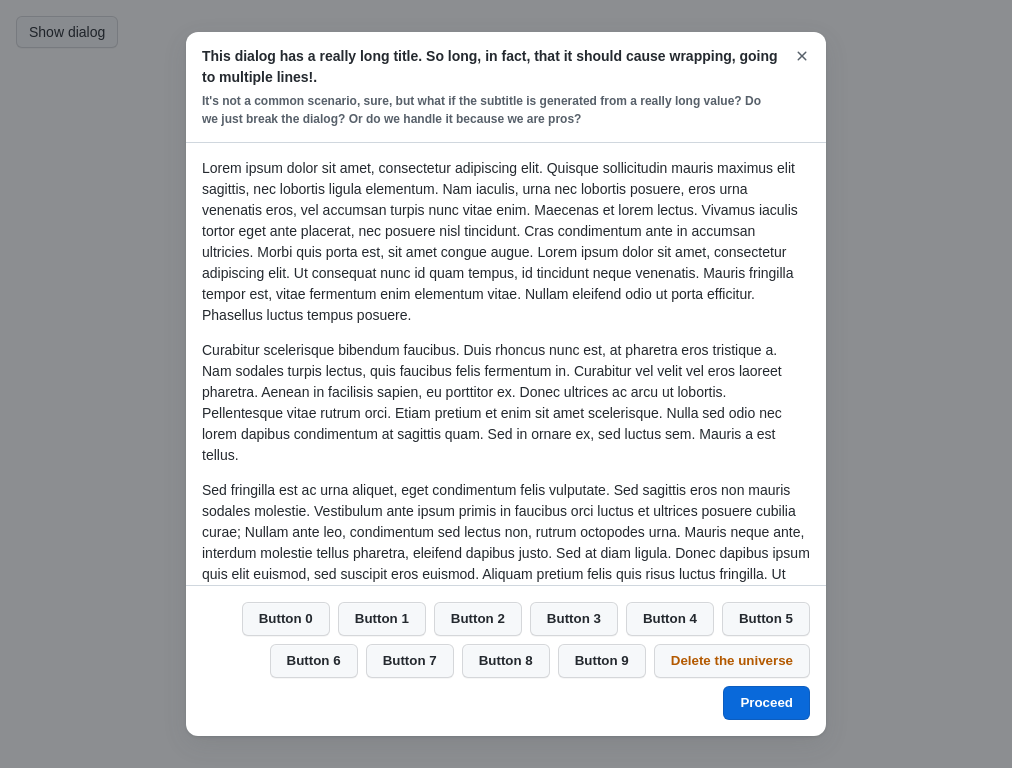 Show dialog
This dialog has a really long title. So long, in fact, that it should cause wrapping, going
to multiple lines!.
It's not a common scenario, sure, but what if the subtitle is generated from a really long value? Do
we just break the dialog? Or do we handle it because we are pros?
Lorem ipsum dolor sit amet, consectetur adipiscing elit. Quisque sollicitudin mauris maximus elit
sagittis, nec lobortis ligula elementum. Nam iaculis, urna nec lobortis posuere, eros urna
venenatis eros, vel accumsan turpis nunc vitae enim. Maecenas et lorem lectus. Vivamus iaculis
tortor eget ante placerat, nec posuere nisl tincidunt. Cras condimentum ante in accumsan
ultricies. Morbi quis porta est, sit amet congue augue. Lorem ipsum dolor sit amet, consectetur
adipiscing elit. Ut consequat nunc id quam tempus, id tincidunt neque venenatis. Mauris fringilla
tempor est, vitae fermentum enim elementum vitae. Nullam eleifend odio ut porta efficitur.
Phasellus luctus tempus posuere.
Curabitur scelerisque bibendum faucibus. Duis rhoncus nunc est, at pharetra eros tristique a.
Nam sodales turpis lectus, quis faucibus felis fermentum in. Curabitur vel velit vel eros laoreet
pharetra. Aenean in facilisis sapien, eu porttitor ex. Donec ultrices ac arcu ut lobortis.
Pellentesque vitae rutrum orci. Etiam pretium et enim sit amet scelerisque. Nulla sed odio nec
lorem dapibus condimentum at sagittis quam. Sed in ornare ex, sed luctus sem. Mauris a est
tellus.
Sed fringilla est ac urna aliquet, eget condimentum felis vulputate. Sed sagittis eros non mauris
sodales molestie. Vestibulum ante ipsum primis in faucibus orci luctus et ultrices posuere cubilia
curae; Nullam ante leo, condimentum sed lectus non, rutrum octopodes urna. Mauris neque ante,
interdum molestie tellus pharetra, eleifend dapibus justo. Sed at diam ligula. Donec dapibus ipsum
quis elit euismod, sed suscipit eros euismod. Aliquam pretium felis quis risus luctus fringilla. Ut
Button 0 Button 1 Button 2 Button 3 Button 4 Button 5
Button 6 Button 7 Button 8 Button 9 Delete the universe
Proceed